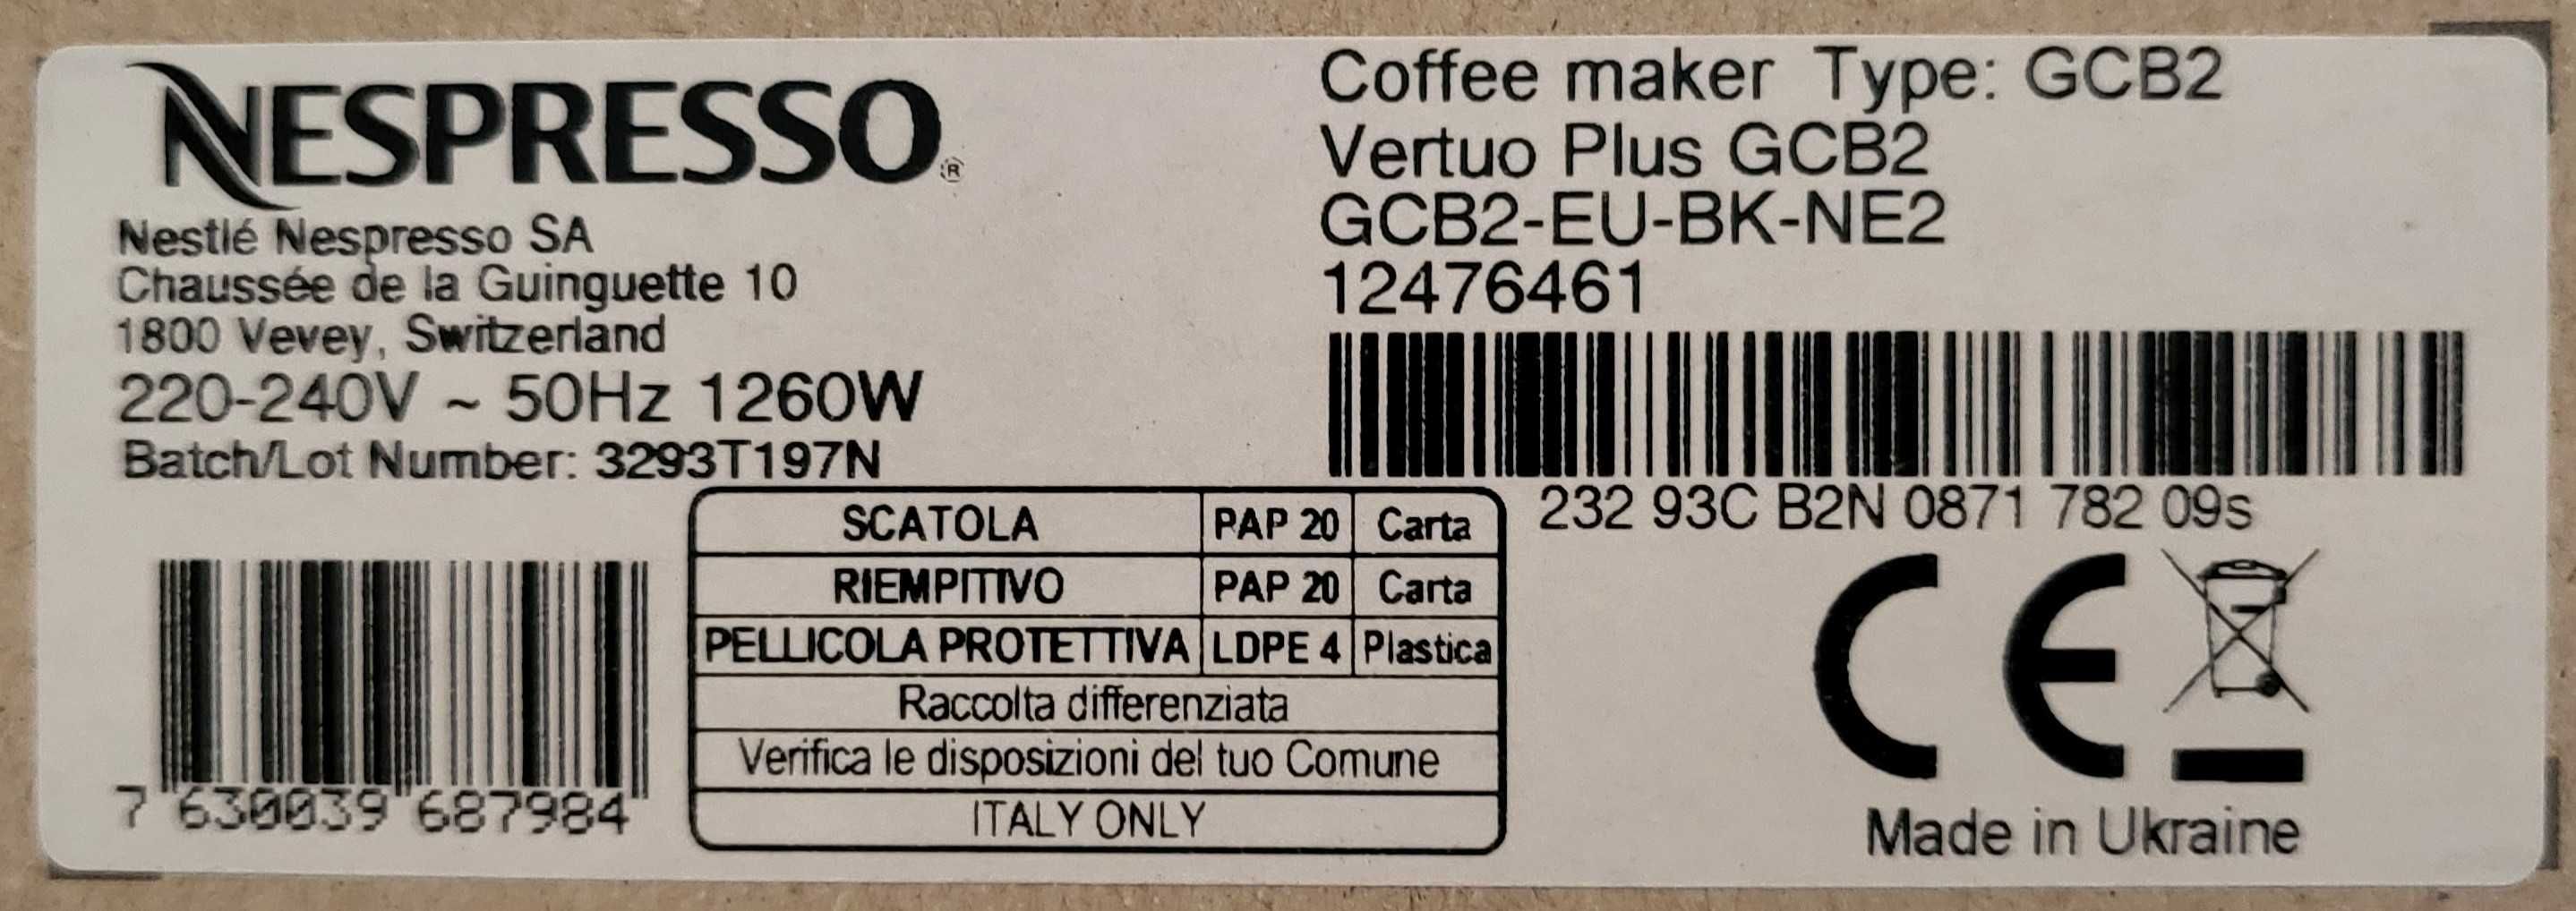 NESPRESSO®
Nestlé Nespresso SA
Chaussée de la Guinguette 10
1800 Vevey, Switzerland
220-240V ~ 50Hz 1260W
Batch/Lot Number: 3293T197N
7 630039 687984
Coffee maker Type: GCB2
Vertuo Plus GCB2
GCB2-EU-BK-NE2
12476461
232 93C B2N 0871 782 09s
SCATOLA PAP 20 Carta
RIEMPITIVO PAP 20 Carta
PELLICOLA PROTETTIVA LDPE 4 Plastica
Raccolta differenziata
Verifica le disposizioni del tuo Comune
ITALY ONLY
CE
Made in Ukraine